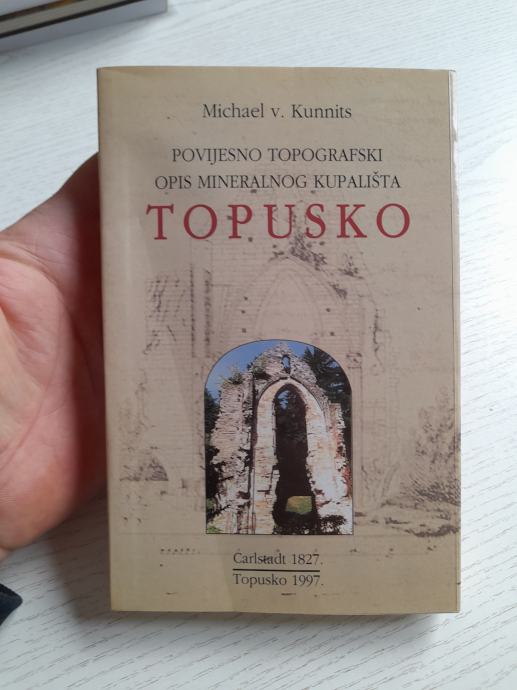 Michael v. Kunnits
POVIJESNO TOPOGRAFSKI
OPIS MINERALNOG KUPALIŠTA
TOPUSKO
Carlstadt 1827.
Topusko 1997.